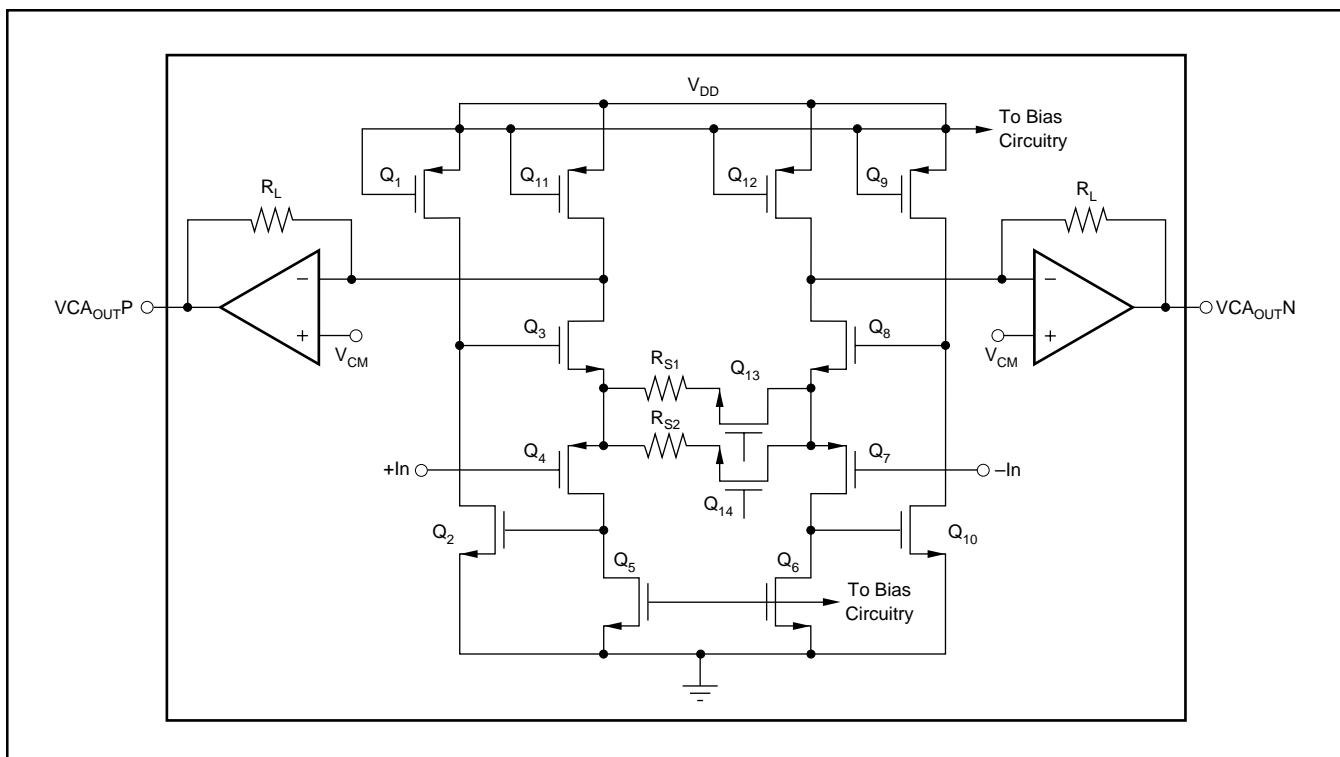 V_DD
To Bias
Circuitry
Q_1
Q_11
Q_12
Q_9
R_L
R_L
−
−
VCA_OUTP
VCA_OUTN
+
+
V_CM
V_CM
Q_3
Q_8
R_S1
Q_13
R_S2
Q_4
Q_7
+In
–In
Q_14
Q_2
Q_10
Q_5
Q_6
To Bias
Circuitry